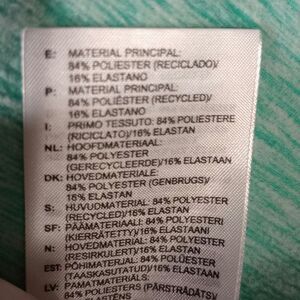 E: MATERIAL PRINCIPAL:
84% POLIESTER (RECICLADO)/
16% ELASTANO
P: MATERIAL PRINCIPAL:
84% POLIÉSTER (RECYCLED)/
16% ELASTANO
I: PRIMO TESSUTO: 84% POLIESTERE
(RICICLATO)/16% ELASTAN
NL: HOOFDMATERIAAL:
84% POLYESTER
(GERECYCLEERDE)/16% ELASTAAN
DK: HOVEDMATERIALE:
84% POLYESTER (GENBRUGS)/
16% ELASTAN
S: HUVUDMATERIAL: 84% POLYESTER
(RECYCLED)/16% ELASTAN
SF: PÄÄMATERIAALI: 84% POLYESTERI
(KIERRÄTETTY)/16% ELASTAANI
N: HOVEDMATERIALE: 84% POLYESTER
(RESIRKULERT)/16% ELASTAN
EST: PÕHIMATERJAL: 84% POLÜESTER
(TAASKASUTATUD)/16% ELASTAAN
LV: PAMATMATERIĀLS:
84% POLIESTERS (PĀRSTRĀDĀTS)/